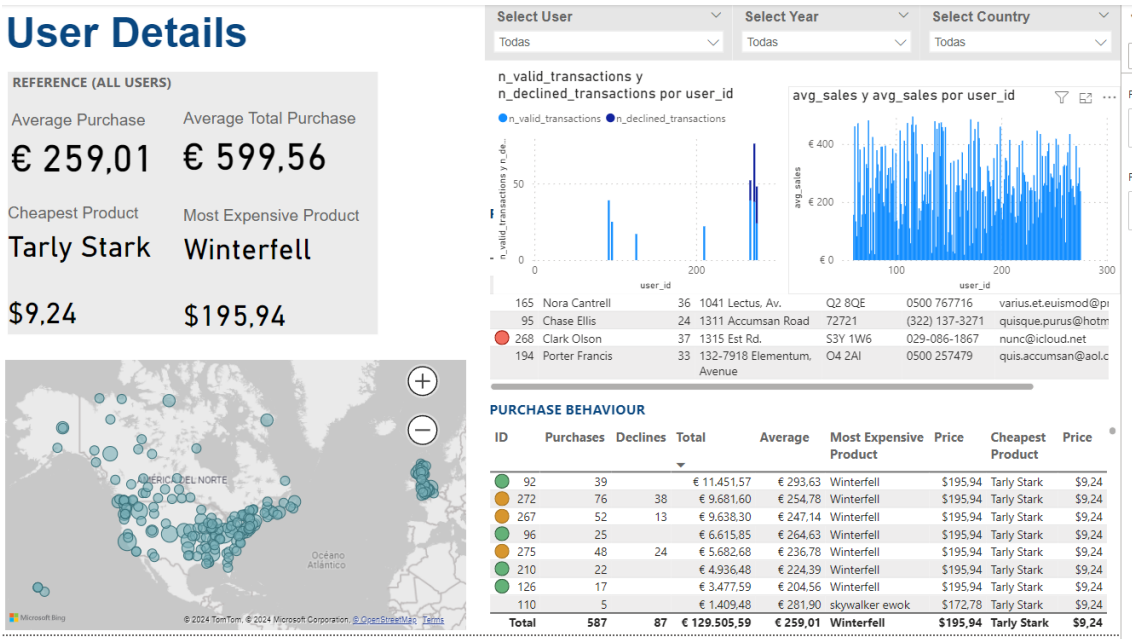 User Details
REFERENCE (ALL USERS)
Average Purchase
Average Total Purchase
€ 259,01
€ 599,56
Cheapest Product
Most Expensive Product
Tarly Stark
Winterfell
$9,24
$195,94
Select User
Select Year
Select Country
Todas
Todas
Todas
n_valid_transactions y
n_declined_transactions por user_id
n_valid_transactions n_declined_transactions
n_valid_transactions y n_de...
50
0
0 200
user_id
avg_sales y avg_sales por user_id
avg_sales
€ 400
€ 200
€ 0
100 200 300
user_id
165 Nora Cantrell 36 1041 Lectus, Av. Q2 8QE 0500 767716 varius.et.euismod@pr
95 Chase Ellis 24 1311 Accumsan Road 72721 (322) 137-3271 quisque.purus@hotm
268 Clark Olson 37 1315 Est Rd. S3Y 1W6 029-086-1867 nunc@icloud.net
194 Porter Francis 33 132-7918 Elementum, O4 2AI 0500 257479 quis.accumsan@aol.c
Avenue
AMÉRICA DEL NORTE
Océano
Atlántico
Microsoft Bing
© 2024 TomTom, © 2024 Microsoft Corporation, © OpenStreetMap Terms
PURCHASE BEHAVIOUR
ID Purchases Declines Total Average Most Expensive Price Cheapest Price
Product Product
92 39 € 11.451,57 € 293,63 Winterfell $195,94 Tarly Stark $9,24
272 76 38 € 9.681,60 € 254,78 Winterfell $195,94 Tarly Stark $9,24
267 52 13 € 9.638,30 € 247,14 Winterfell $195,94 Tarly Stark $9,24
96 25 € 6.615,85 € 264,63 Winterfell $195,94 Tarly Stark $9,24
275 48 24 € 5.682,68 € 236,78 Winterfell $195,94 Tarly Stark $9,24
210 22 € 4.936,48 € 224,39 Winterfell $195,94 Tarly Stark $9,24
126 17 € 3.477,59 € 204,56 Winterfell $195,94 Tarly Stark $9,24
110 5 € 1.409,48 € 281,90 skywalker ewok $172,78 Tarly Stark $9,24
Total 587 87 € 129.505,59 € 259,01 Winterfell $195,94 Tarly Stark $9,24